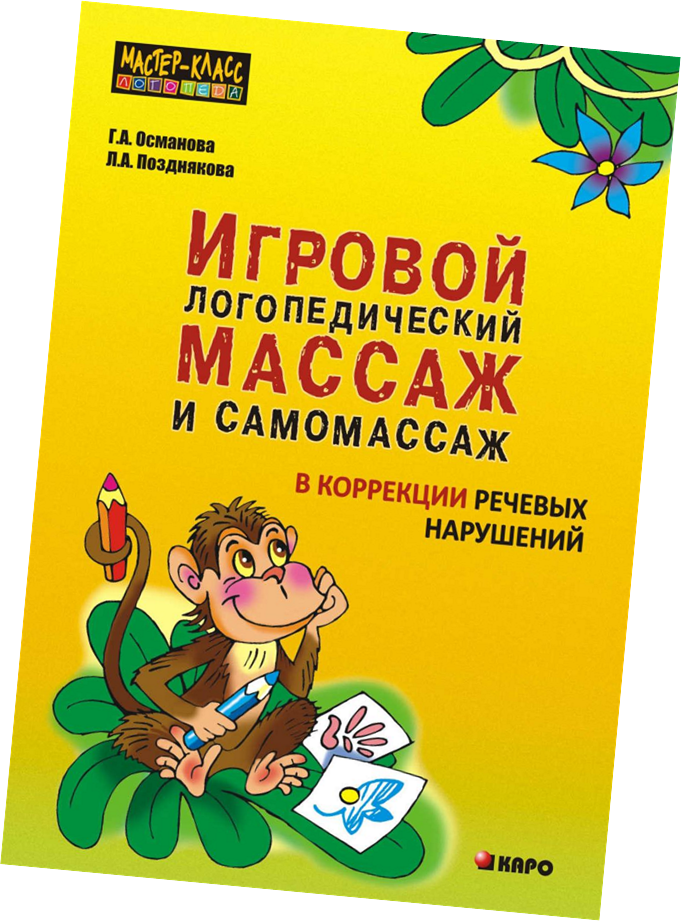 МАСТЕР-КЛАСС
ЛОГОПЕДА
Г.А. Османова
Л.А. Позднякова
ИГРОВОЙ
ЛОГОПЕДИЧЕСКИЙ
МАССАЖ
И САМОМАССАЖ
В КОРРЕКЦИИ РЕЧЕВЫХ
НАРУШЕНИЙ
КАРО